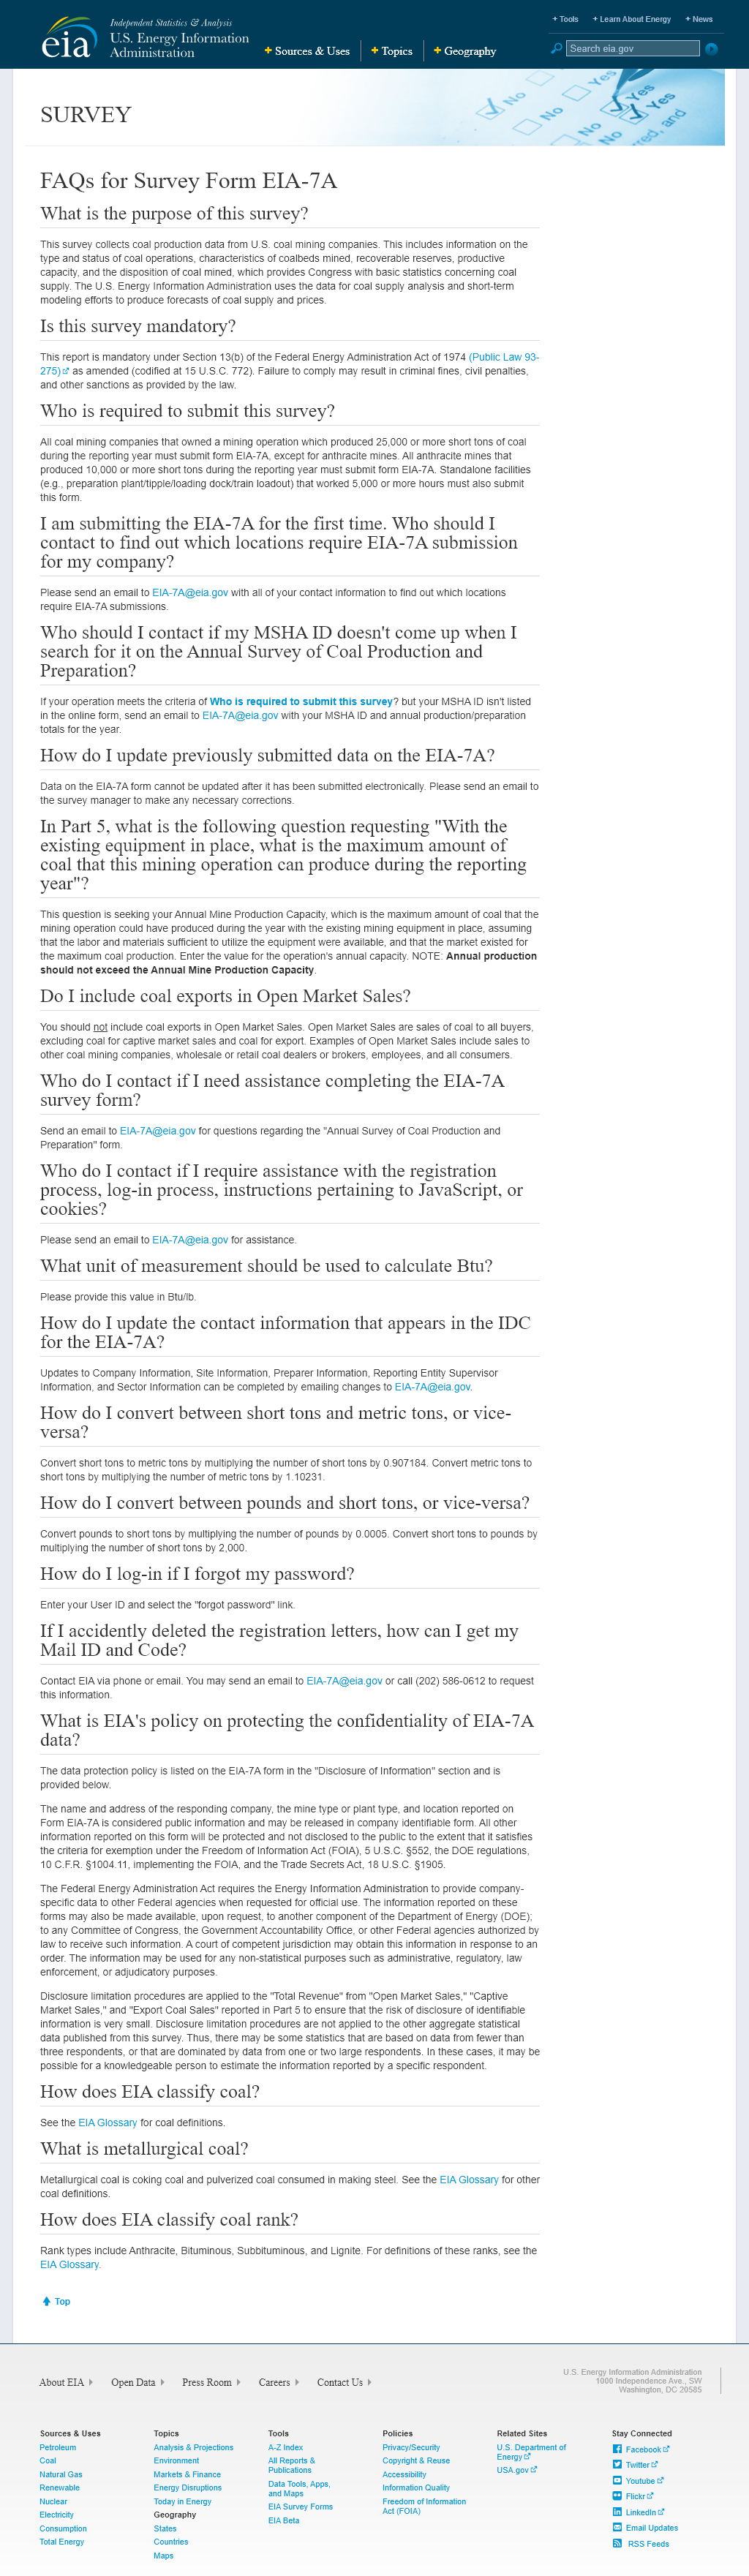 Independent Statistics & Analysis
U.S. Energy Information
Administration
eia
+ Tools + Learn About Energy + News
+ Sources & Uses + Topics + Geography
Search eia.gov
No Yes
No Yes
No Yes
SURVEY
FAQs for Survey Form EIA-7A
What is the purpose of this survey?
This survey collects coal production data from U.S. coal mining companies. This includes information on the
type and status of coal operations, characteristics of coalbeds mined, recoverable reserves, productive
capacity, and the disposition of coal mined, which provides Congress with basic statistics concerning coal
supply. The U.S. Energy Information Administration uses the data for coal supply analysis and short-term
modeling efforts to produce forecasts of coal supply and prices.
Is this survey mandatory?
This report is mandatory under Section 13(b) of the Federal Energy Administration Act of 1974 (Public Law 93-
275) as amended (codified at 15 U.S.C. 772). Failure to comply may result in criminal fines, civil penalties,
and other sanctions as provided by the law.
Who is required to submit this survey?
All coal mining companies that owned a mining operation which produced 25,000 or more short tons of coal
during the reporting year must submit form EIA-7A, except for anthracite mines. All anthracite mines that
produced 10,000 or more short tons during the reporting year must submit form EIA-7A. Standalone facilities
(e.g., preparation plant/tipple/loading dock/train loadout) that worked 5,000 or more hours must also submit
this form.
I am submitting the EIA-7A for the first time. Who should I
contact to find out which locations require EIA-7A submission
for my company?
Please send an email to EIA-7A@eia.gov with all of your contact information to find out which locations
require EIA-7A submissions.
Who should I contact if my MSHA ID doesn't come up when I
search for it on the Annual Survey of Coal Production and
Preparation?
If your operation meets the criteria of Who is required to submit this survey? but your MSHA ID isn't listed
in the online form, send an email to EIA-7A@eia.gov with your MSHA ID and annual production/preparation
totals for the year.
How do I update previously submitted data on the EIA-7A?
Data on the EIA-7A form cannot be updated after it has been submitted electronically. Please send an email to
the survey manager to make any necessary corrections.
In Part 5, what is the following question requesting "With the
existing equipment in place, what is the maximum amount of
coal that this mining operation can produce during the reporting
year"?
This question is seeking your Annual Mine Production Capacity, which is the maximum amount of coal that the
mining operation could have produced during the year with the existing mining equipment in place, assuming
that the labor and materials sufficient to utilize the equipment were available, and that the market existed for
the maximum coal production. Enter the value for the operation's annual capacity. NOTE: Annual production
should not exceed the Annual Mine Production Capacity.
Do I include coal exports in Open Market Sales?
You should not include coal exports in Open Market Sales. Open Market Sales are sales of coal to all buyers,
excluding coal for captive market sales and coal for export. Examples of Open Market Sales include sales to
other coal mining companies, wholesale or retail coal dealers or brokers, employees, and all consumers.
Who do I contact if I need assistance completing the EIA-7A
survey form?
Send an email to EIA-7A@eia.gov for questions regarding the "Annual Survey of Coal Production and
Preparation" form.
Who do I contact if I require assistance with the registration
process, log-in process, instructions pertaining to JavaScript, or
cookies?
Please send an email to EIA-7A@eia.gov for assistance.
What unit of measurement should be used to calculate Btu?
Please provide this value in Btu/lb.
How do I update the contact information that appears in the IDC
for the EIA-7A?
Updates to Company Information, Site Information, Preparer Information, Reporting Entity Supervisor
Information, and Sector Information can be completed by emailing changes to EIA-7A@eia.gov.
How do I convert between short tons and metric tons, or vice-
versa?
Convert short tons to metric tons by multiplying the number of short tons by 0.907184. Convert metric tons to
short tons by multiplying the number of metric tons by 1.10231.
How do I convert between pounds and short tons, or vice-versa?
Convert pounds to short tons by multiplying the number of pounds by 0.0005. Convert short tons to pounds by
multiplying the number of short tons by 2,000.
How do I log-in if I forgot my password?
Enter your User ID and select the "forgot password" link.
If I accidently deleted the registration letters, how can I get my
Mail ID and Code?
Contact EIA via phone or email. You may send an email to EIA-7A@eia.gov or call (202) 586-0612 to request
this information.
What is EIA's policy on protecting the confidentiality of EIA-7A
data?
The data protection policy is listed on the EIA-7A form in the "Disclosure of Information" section and is
provided below.
The name and address of the responding company, the mine type or plant type, and location reported on
Form EIA-7A is considered public information and may be released in company identifiable form. All other
information reported on this form will be protected and not disclosed to the public to the extent that it satisfies
the criteria for exemption under the Freedom of Information Act (FOIA), 5 U.S.C. §552, the DOE regulations,
10 C.F.R. §1004.11, implementing the FOIA, and the Trade Secrets Act, 18 U.S.C. §1905.
The Federal Energy Administration Act requires the Energy Information Administration to provide company-
specific data to other Federal agencies when requested for official use. The information reported on these
forms may also be made available, upon request, to another component of the Department of Energy (DOE);
to any Committee of Congress, the Government Accountability Office, or other Federal agencies authorized by
law to receive such information. A court of competent jurisdiction may obtain this information in response to an
order. The information may be used for any non-statistical purposes such as administrative, regulatory, law
enforcement, or adjudicatory purposes.
Disclosure limitation procedures are applied to the "Total Revenue" from "Open Market Sales," "Captive
Market Sales," and "Export Coal Sales" reported in Part 5 to ensure that the risk of disclosure of identifiable
information is very small. Disclosure limitation procedures are not applied to the other aggregate statistical
data published from this survey. Thus, there may be some statistics that are based on data from fewer than
three respondents, or that are dominated by data from one or two large respondents. In these cases, it may be
possible for a knowledgeable person to estimate the information reported by a specific respondent.
How does EIA classify coal?
See the EIA Glossary for coal definitions.
What is metallurgical coal?
Metallurgical coal is coking coal and pulverized coal consumed in making steel. See the EIA Glossary for other
coal definitions.
How does EIA classify coal rank?
Rank types include Anthracite, Bituminous, Subbituminous, and Lignite. For definitions of these ranks, see the
EIA Glossary.
Top
About EIA Open Data Press Room Careers Contact Us
U.S. Energy Information Administration
1000 Independence Ave., SW
Washington, DC 20585
Sources & Uses
Petroleum
Coal
Natural Gas
Renewable
Nuclear
Electricity
Consumption
Total Energy
Topics
Analysis & Projections
Environment
Markets & Finance
Energy Disruptions
Today in Energy
Geography
States
Countries
Maps
Tools
A-Z Index
All Reports &
Publications
Data Tools, Apps,
and Maps
EIA Survey Forms
EIA Beta
Policies
Privacy/Security
Copyright & Reuse
Accessibility
Information Quality
Freedom of Information
Act (FOIA)
Related Sites
U.S. Department of
Energy
USA.gov
Stay Connected
Facebook
Twitter
Youtube
Flickr
LinkedIn
Email Updates
RSS Feeds